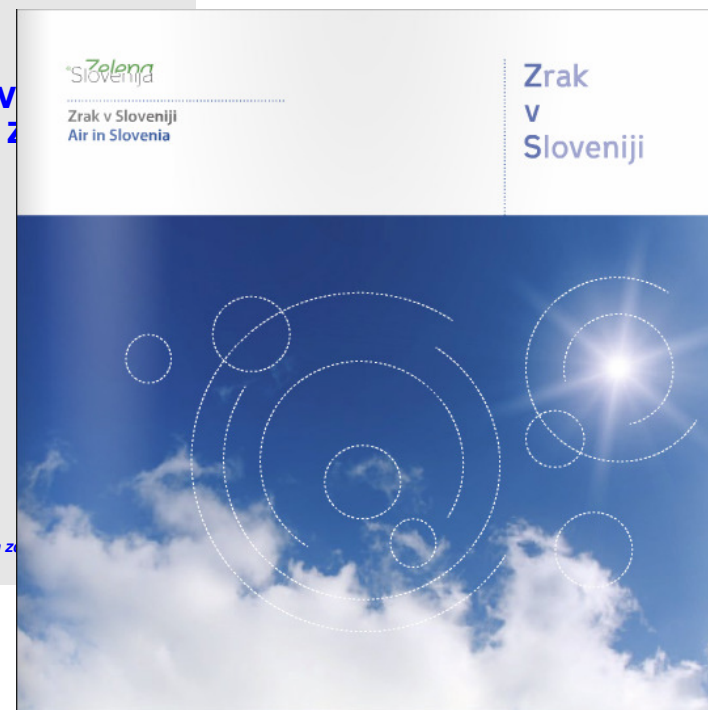 Zelena
Slovenija
Zrak v Sloveniji
Air in Slovenia
Zrak
v
Sloveniji